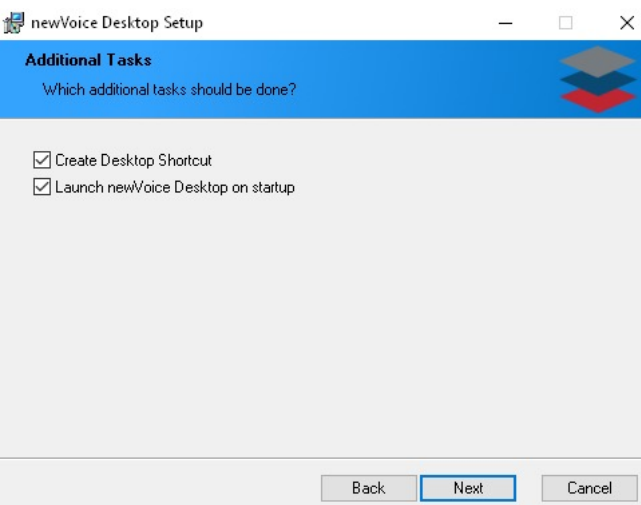 newVoice Desktop Setup
Additional Tasks
Which additional tasks should be done?
Create Desktop Shortcut
Launch newVoice Desktop on startup
Back
Next
Cancel